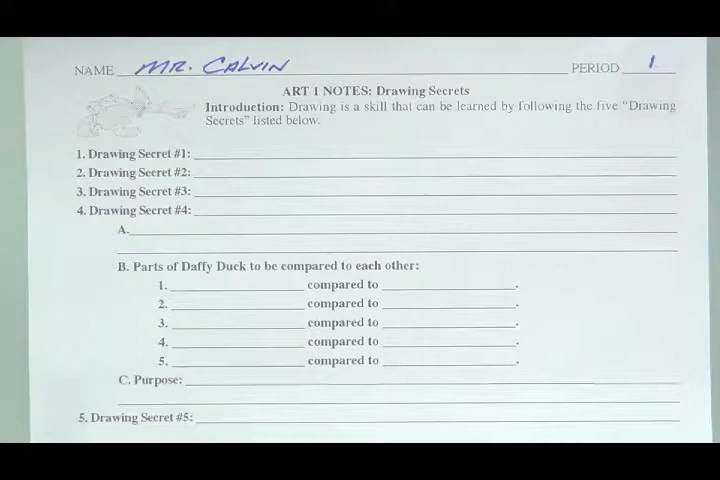 NAME MR. CALVIN PERIOD 1
ART 1 NOTES: Drawing Secrets
Introduction: Drawing is a skill that can be learned by following the five “Drawing
Secrets” listed below.
1. Drawing Secret #1:
2. Drawing Secret #2:
3. Drawing Secret #3:
4. Drawing Secret #4:
A.
B. Parts of Daffy Duck to be compared to each other:
1. compared to .
2. compared to .
3. compared to .
4. compared to .
5. compared to .
C. Purpose:
5. Drawing Secret #5: